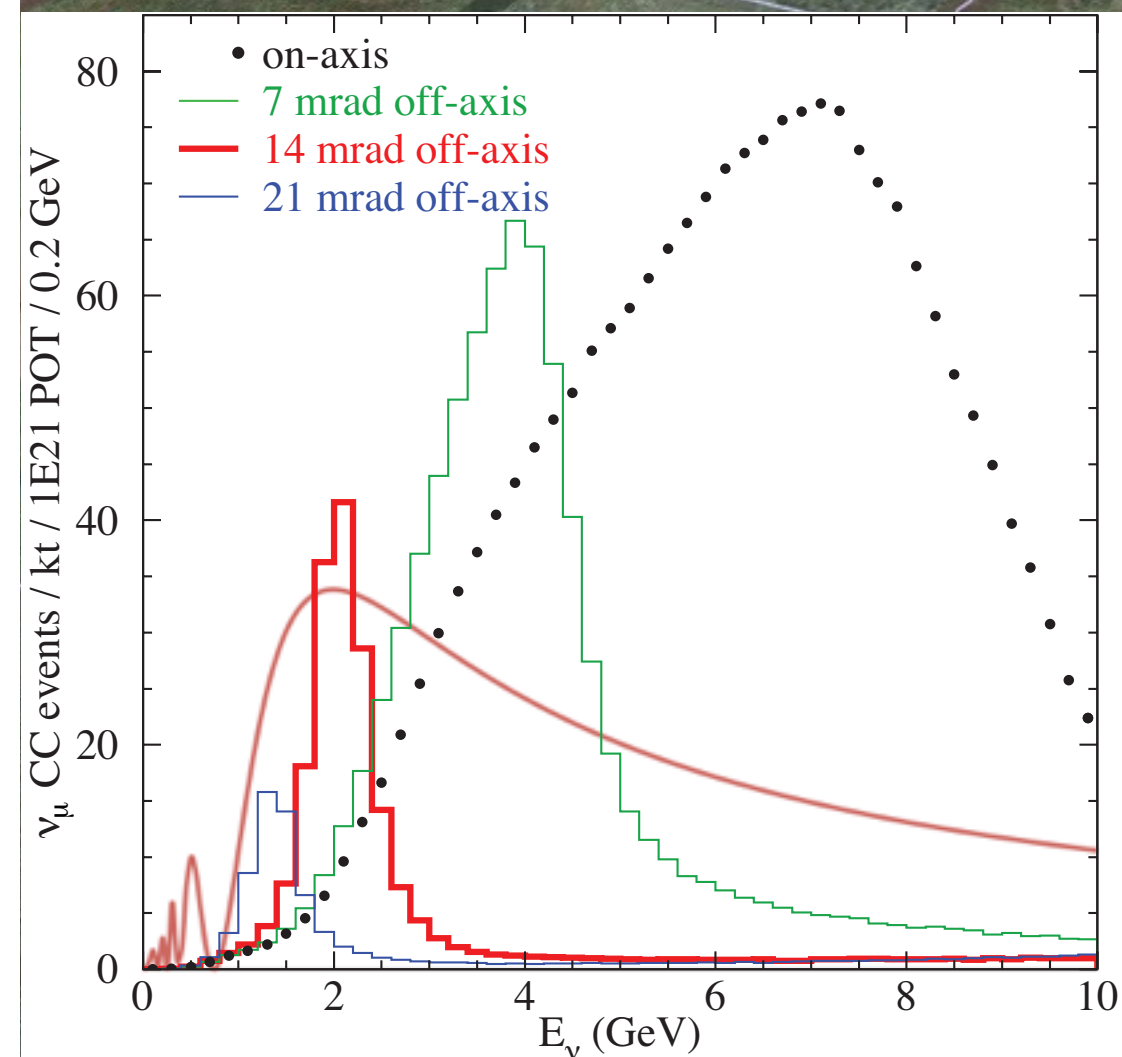 on-axis
7 mrad off-axis
14 mrad off-axis
21 mrad off-axis
νμ CC events / kt / 1E21 POT / 0.2 GeV
80
60
40
20
0
0 2 4 6 8 10
Eν (GeV)